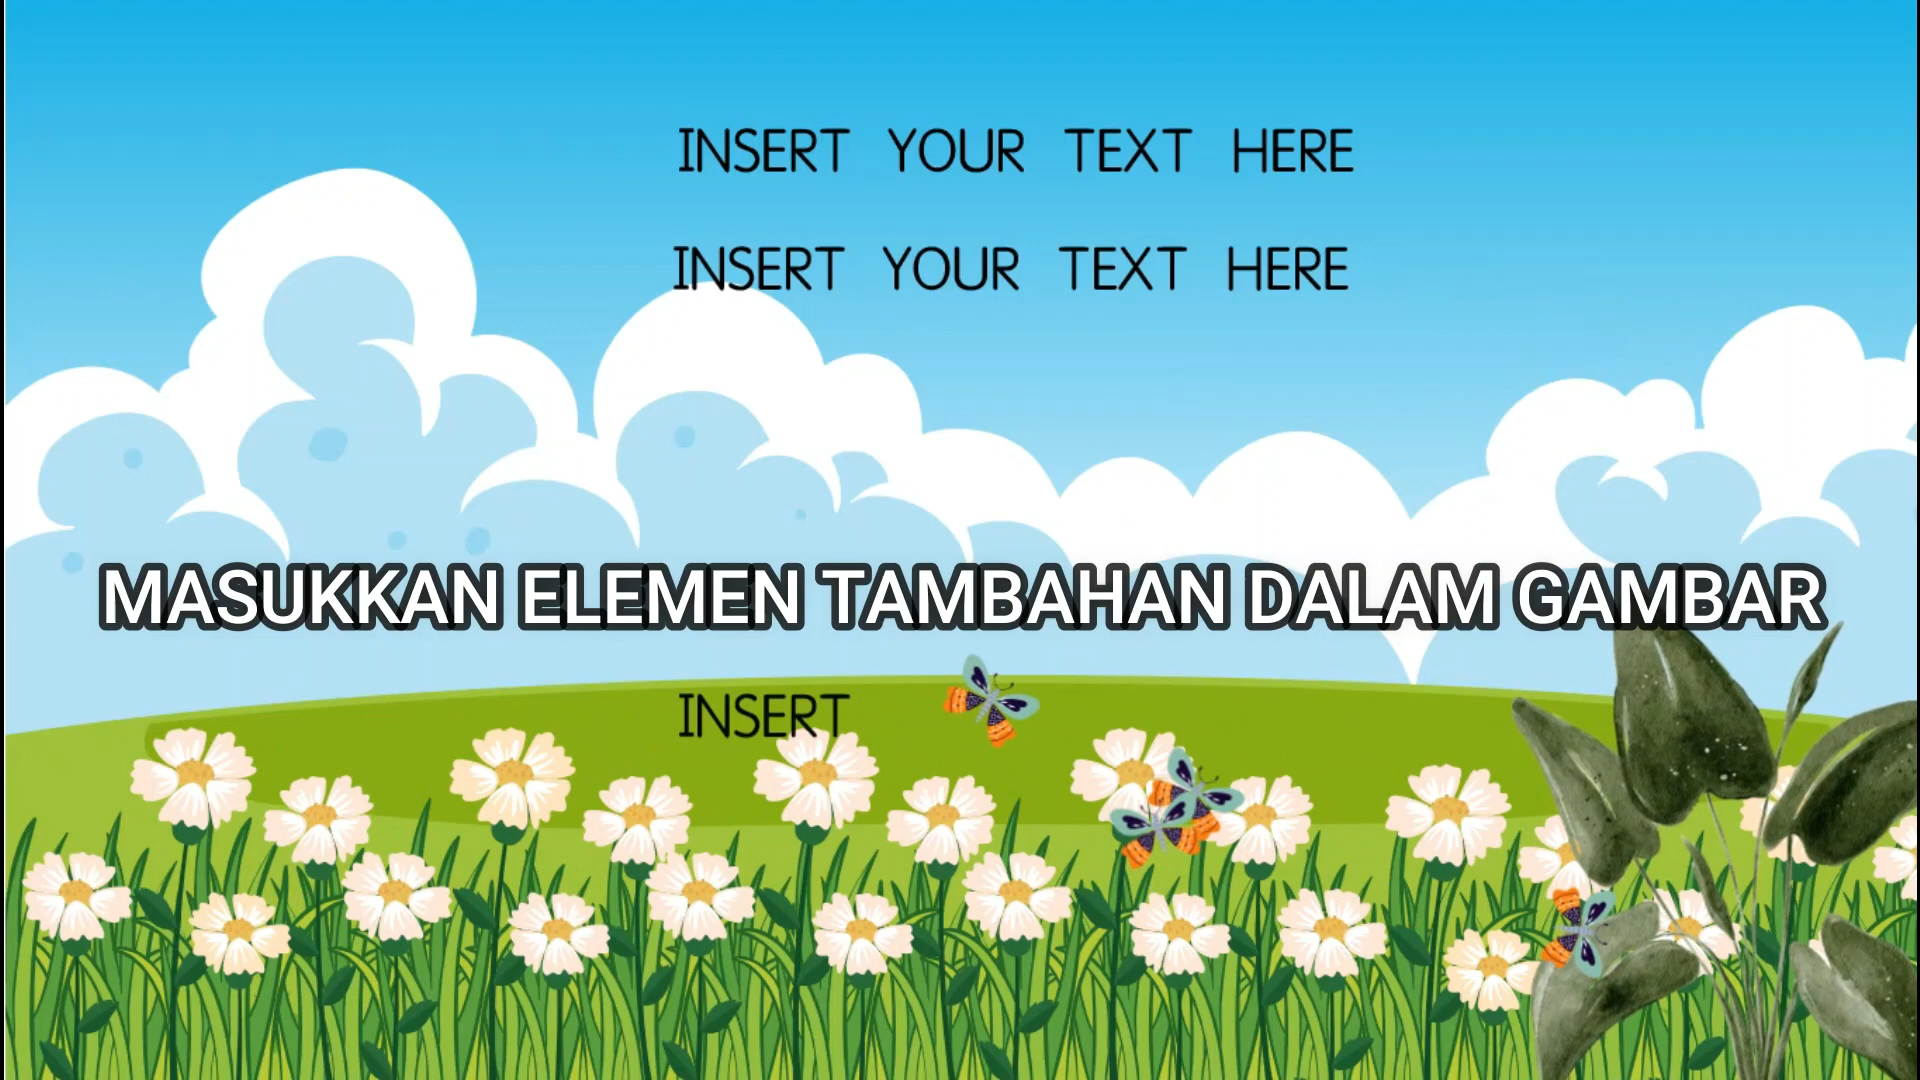 INSERT YOUR TEXT HERE
INSERT YOUR TEXT HERE
MASUKKAN ELEMEN TAMBAHAN DALAM GAMBAR
INSERT